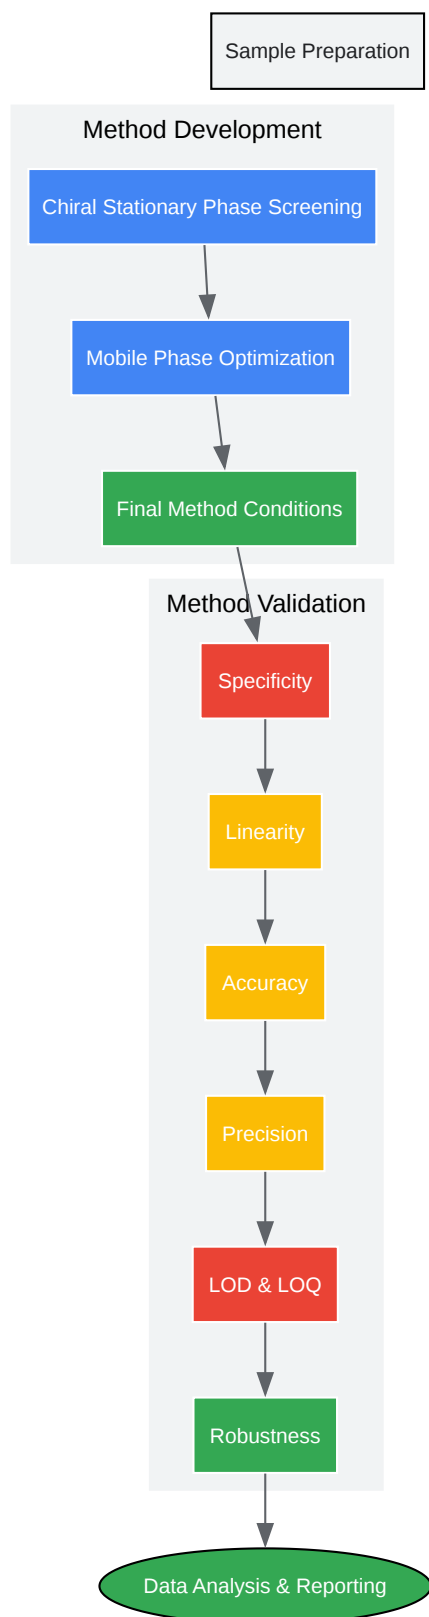 Sample Preparation
Method Development
Chiral Stationary Phase Screening
Mobile Phase Optimization
Final Method Conditions
Method Validation
Specificity
Linearity
Accuracy
Precision
LOD & LOQ
Robustness
Data Analysis & Reporting